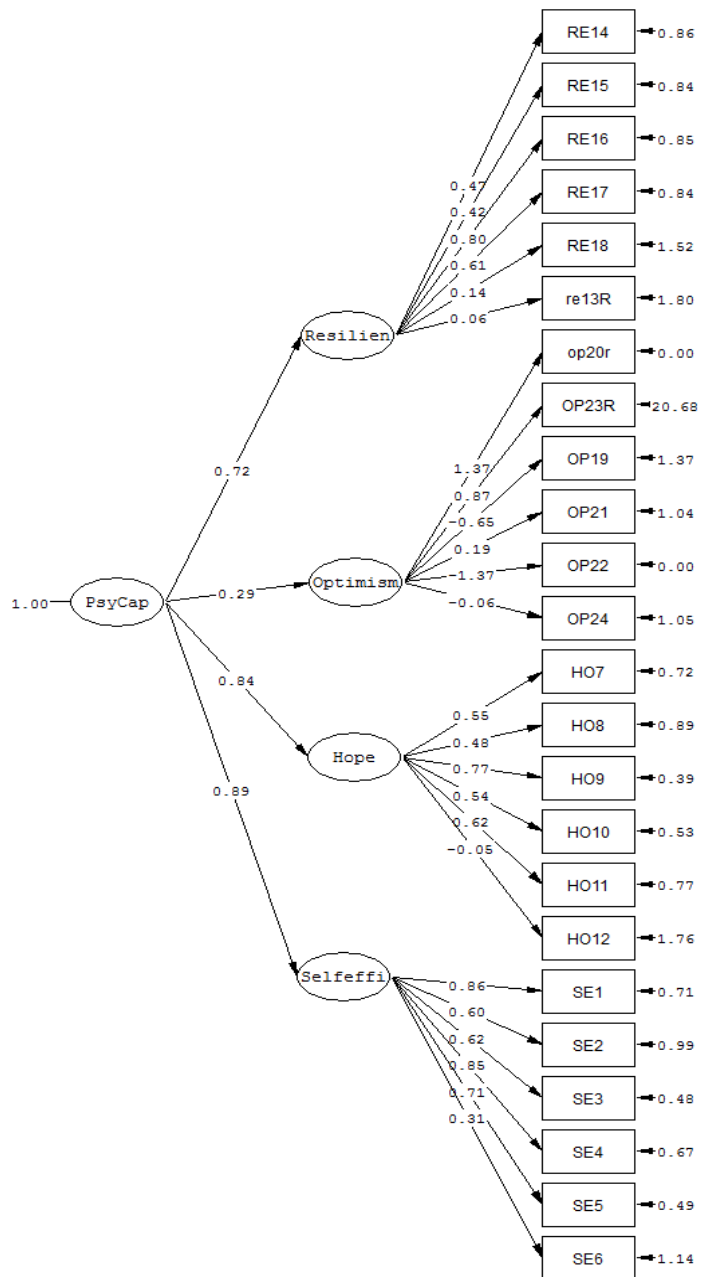 RE14 0.86
RE15 0.84
RE16 0.85
0.47
RE17 0.84
0.42
0.80
RE18 1.52
0.61
0.14
re13R 1.80
0.06
Resilien
op20r 0.00
OP23R 20.68
0.72
1.37
OP19 1.37
0.87
-0.65
OP21 1.04
0.19
OP22 0.00
-1.37
Optimism
0.29
1.00 PsyCap
-0.06
OP24 1.05
HO7 0.72
0.84
0.55
HO8 0.89
0.48
Hope
0.77
HO9 0.39
0.89
0.54
0.62
HO10 0.53
-0.05
HO11 0.77
HO12 1.76
Selfeffi
0.86
SE1 0.71
0.60
0.62
SE2 0.99
0.85
0.71
SE3 0.48
0.31
SE4 0.67
SE5 0.49
SE6 1.14